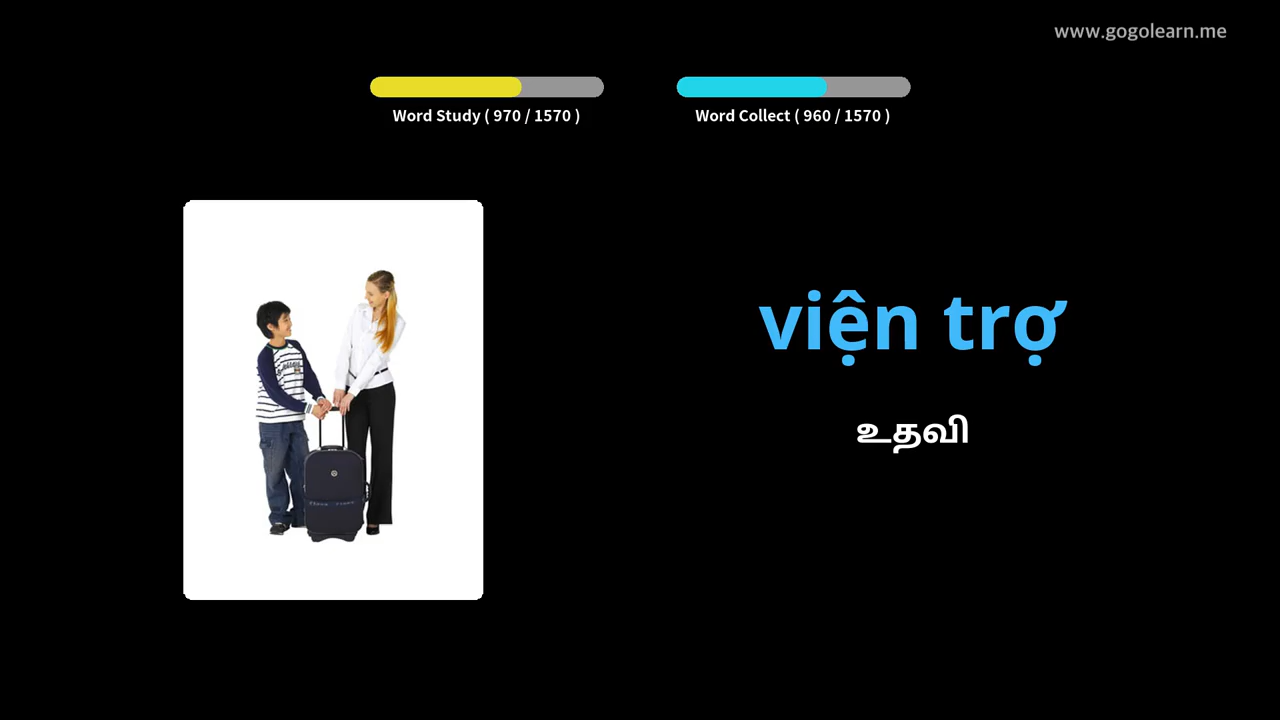 www.gogolearn.me
Word Study ( 970 / 1570 )
Word Collect ( 960 / 1570 )
viện trợ
உதவி